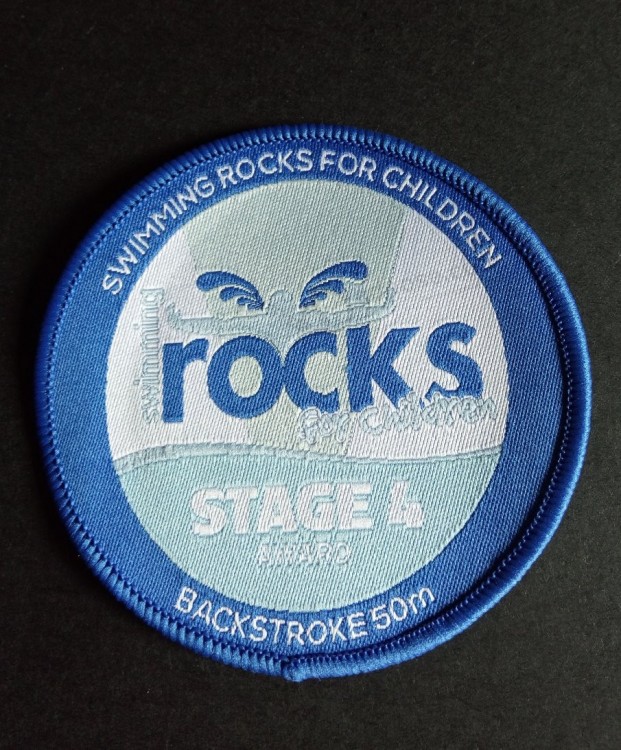 SWIMMING ROCKS FOR CHILDREN
swimming
rocks
for Children
STAGE 4
AWARD
BACKSTROKE 50m